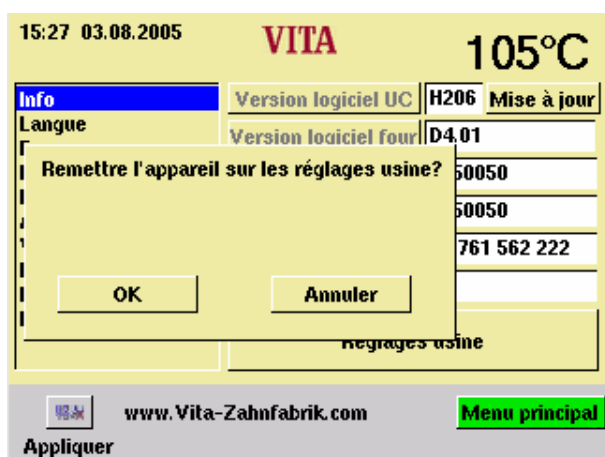 15:27 03.08.2005
VITA
105°C
Info
Version logiciel UC H206 Mise à jour
Langue
Version logiciel four D4.01
Remettre l'appareil sur les réglages usine?
50050
50050
761 562 222
OK Annuler
Réglages usine
www.Vita-Zahnfabrik.com
Menu principal
Appliquer